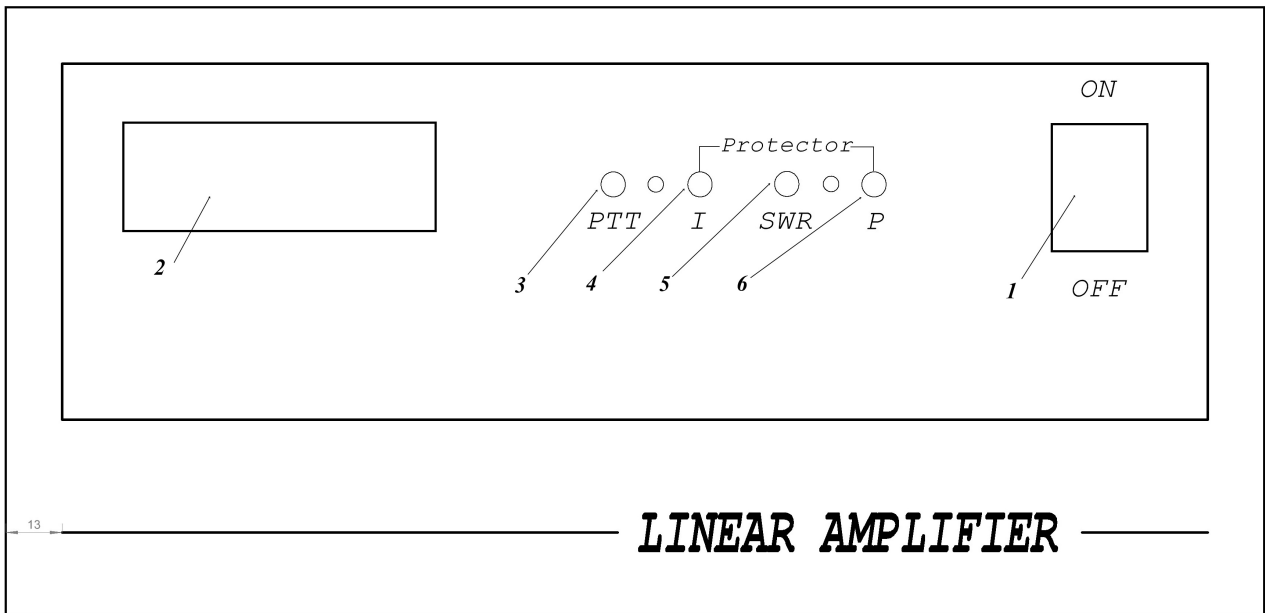 ON
Protector
PTT I SWR P
2 3 4 5 6 1 OFF
13
LINEAR AMPLIFIER